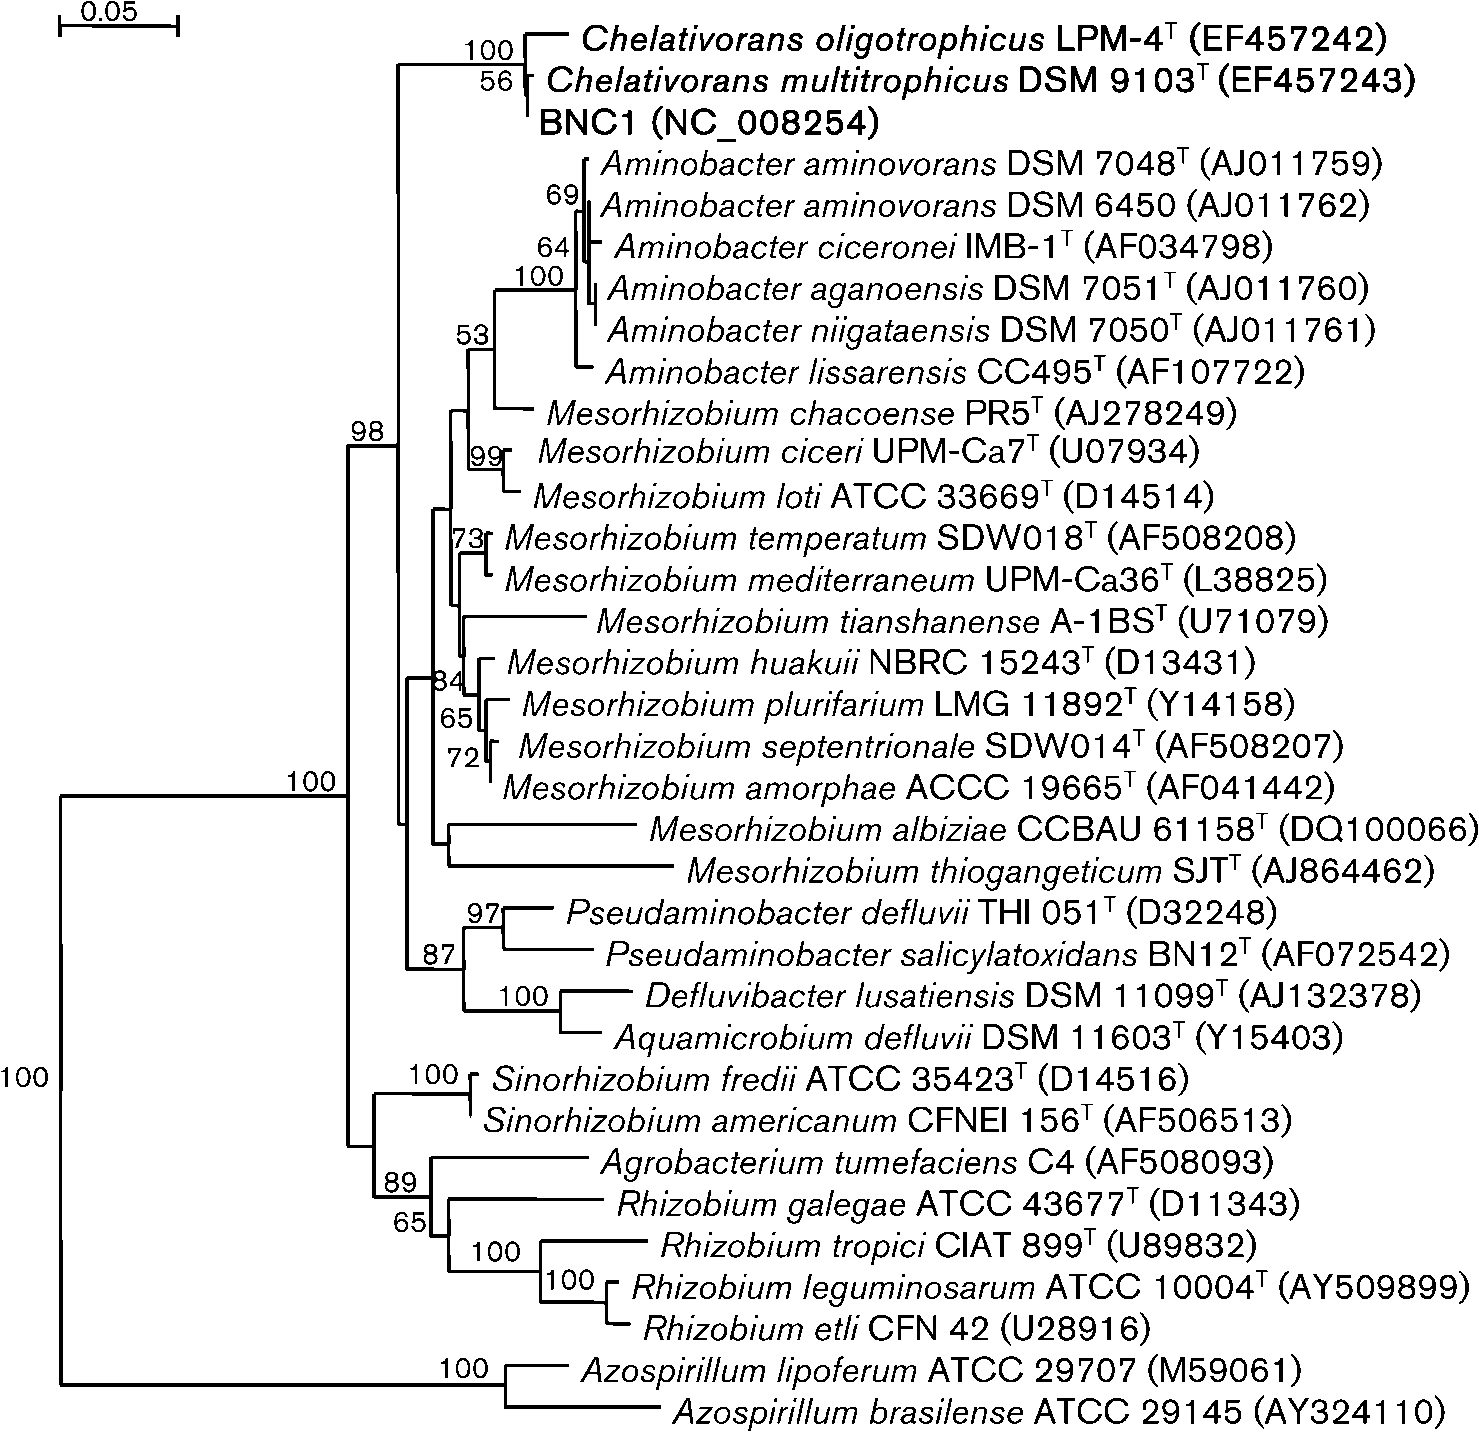 0.05
100
Chelativorans oligotrophicus LPM-4ᵀ (EF457242)
56
Chelativorans multitrophicus DSM 9103ᵀ (EF457243)
BNC1 (NC_008254)
Aminobacter aminovorans DSM 7048ᵀ (AJ011759)
69
Aminobacter aminovorans DSM 6450 (AJ011762)
64
Aminobacter ciceronei IMB-1ᵀ (AF034798)
100
Aminobacter aganoensis DSM 7051ᵀ (AJ011760)
Aminobacter niigataensis DSM 7050ᵀ (AJ011761)
53
Aminobacter lissarensis CC495ᵀ (AF107722)
Mesorhizobium chacoense PR5ᵀ (AJ278249)
98
99
Mesorhizobium ciceri UPM-Ca7ᵀ (U07934)
Mesorhizobium loti ATCC 33669ᵀ (D14514)
73
Mesorhizobium temperatum SDW018ᵀ (AF508208)
Mesorhizobium mediterraneum UPM-Ca36ᵀ (L38825)
Mesorhizobium tianshanense A-1BSᵀ (U71079)
Mesorhizobium huakuii NBRC 15243ᵀ (D13431)
84
Mesorhizobium plurifarium LMG 11892ᵀ (Y14158)
65
Mesorhizobium septentrionale SDW014ᵀ (AF508207)
72
Mesorhizobium amorphae ACCC 19665ᵀ (AF041442)
100
Mesorhizobium albiziae CCBAU 61158ᵀ (DQ100066)
Mesorhizobium thiogangeticum SJTᵀ (AJ864462)
97
Pseudaminobacter defluvii THI 051ᵀ (D32248)
87
Pseudaminobacter salicylatoxidans BN12ᵀ (AF072542)
100
Defluvibacter lusatiensis DSM 11099ᵀ (AJ132378)
Aquamicrobium defluvii DSM 11603ᵀ (Y15403)
100
100
Sinorhizobium fredii ATCC 35423ᵀ (D14516)
Sinorhizobium americanum CFNEI 156ᵀ (AF506513)
Agrobacterium tumefaciens C4 (AF508093)
89
Rhizobium galegae ATCC 43677ᵀ (D11343)
65
Rhizobium tropici CIAT 899ᵀ (U89832)
100
100
Rhizobium leguminosarum ATCC 10004ᵀ (AY509899)
Rhizobium etli CFN 42 (U28916)
100
Azospirillum lipoferum ATCC 29707 (M59061)
Azospirillum brasilense ATCC 29145 (AY324110)